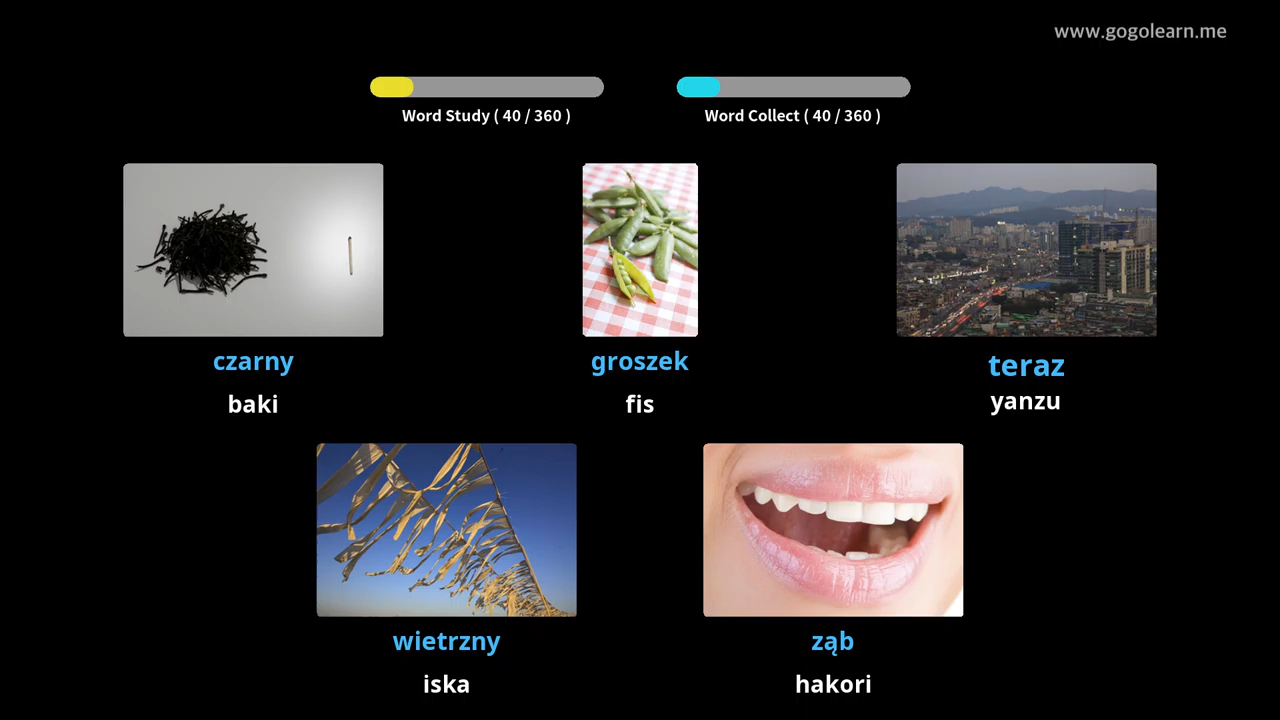 www.gogolearn.me
Word Study ( 40 / 360 )
Word Collect ( 40 / 360 )
czarny
baki
groszek
fis
teraz
yanzu
wietrzny
iska
ząb
hakori